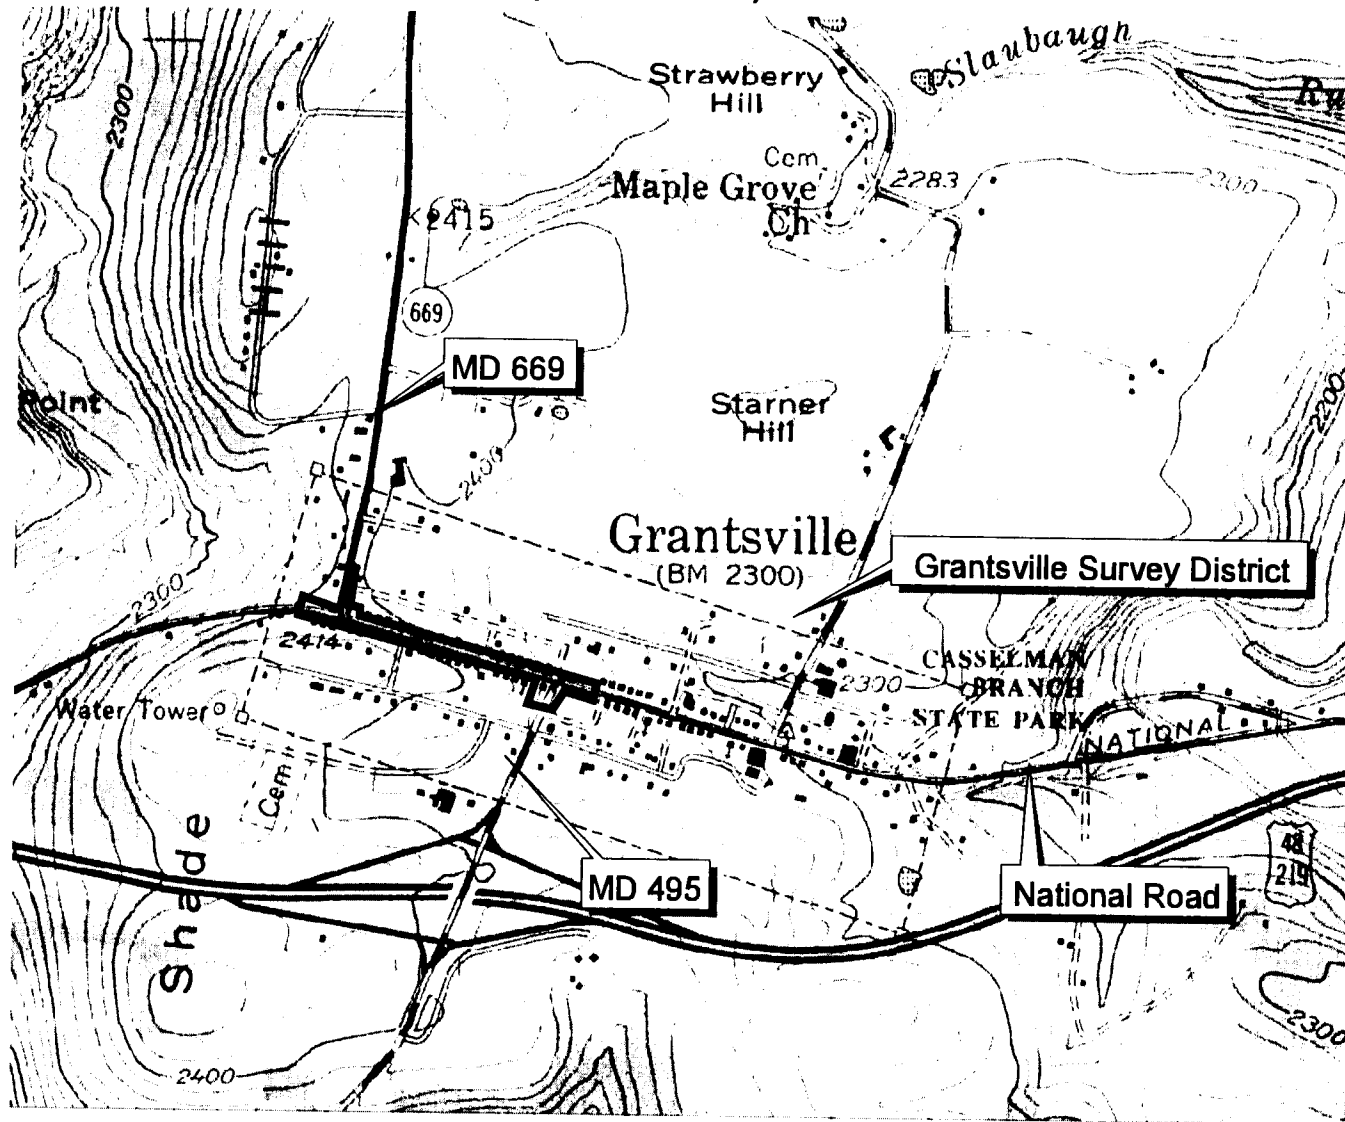 Slaubaugh
Strawberry
Hill
2300
Cem
Maple Grove
Ch
2283
2300
2415
669
MD 669
Point
Starner
Hill
2200
2400
Grantsville
(BM 2300)
Grantsville Survey District
2300
2414
CASSELMAN
BRANCH
STATE PARK
2300
Water Tower
NATIONAL
Cem
Shade
48
219
MD 495
National Road
2300
2400